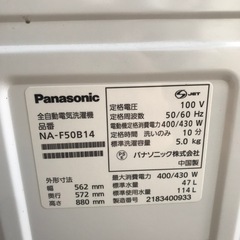 Panasonic
全自動電気洗濯機
品番
NA-F50B14
外形寸法
幅 562 mm
奥行 572 mm
高さ 880 mm
JET
定格電圧 100 V
定格周波数 50/60 Hz
電動機定格消費電力 400/430 W
定格時間 洗いのみ 10 分
標準洗濯容量 5.0 kg
パナソニック株式会社
中国製
最大消費電力 400/430 W
標準水量 47 L
標準使用水量 114 L
製造番号 2183400933